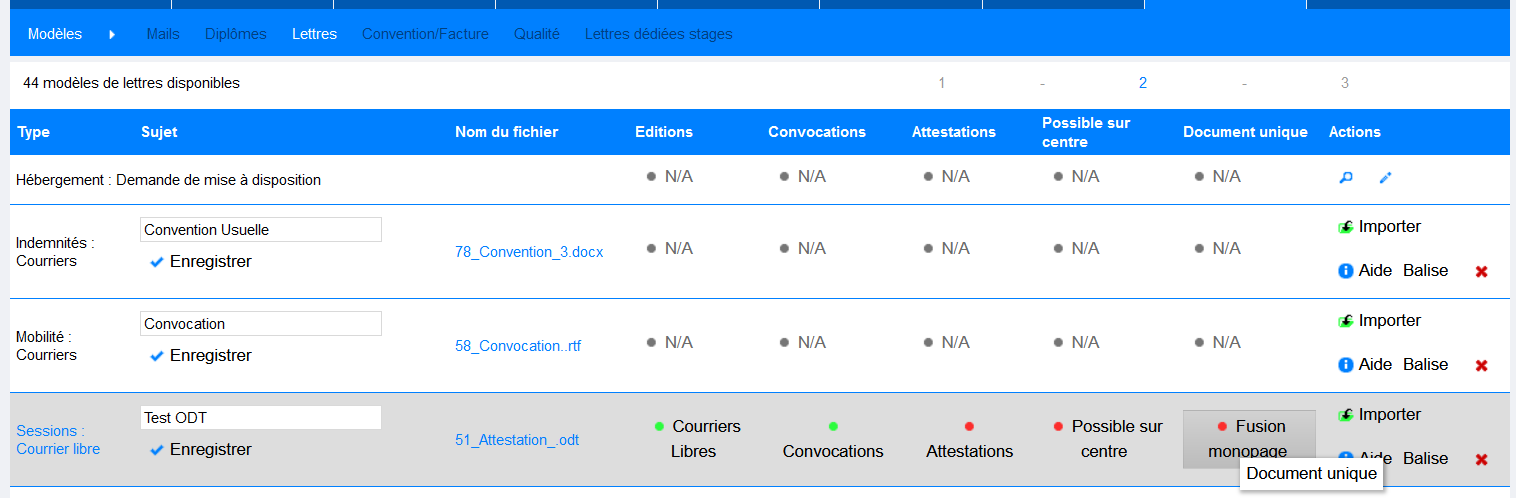 Modèles Mails Diplômes Lettres Convention/Facture Qualité Lettres dédiées stages
44 modèles de lettres disponibles 1 - 2 - 3
Type Sujet Nom du fichier Editions Convocations Attestations Possible sur centre Document unique Actions
Hébergement : Demande de mise à disposition N/A N/A N/A N/A N/A
Indemnités :
Courriers
Convention Usuelle
Enregistrer
78_Convention_3.docx N/A N/A N/A N/A N/A
Importer
Aide Balise
Mobilité :
Courriers
Convocation
Enregistrer
58_Convocation..rtf N/A N/A N/A N/A N/A
Importer
Aide Balise
Sessions :
Courrier libre
Test ODT
Enregistrer
51_Attestation_.odt
Courriers
Libres
Convocations
Attestations
Possible sur
centre
Fusion
monopage
Document unique
Importer
Aide Balise